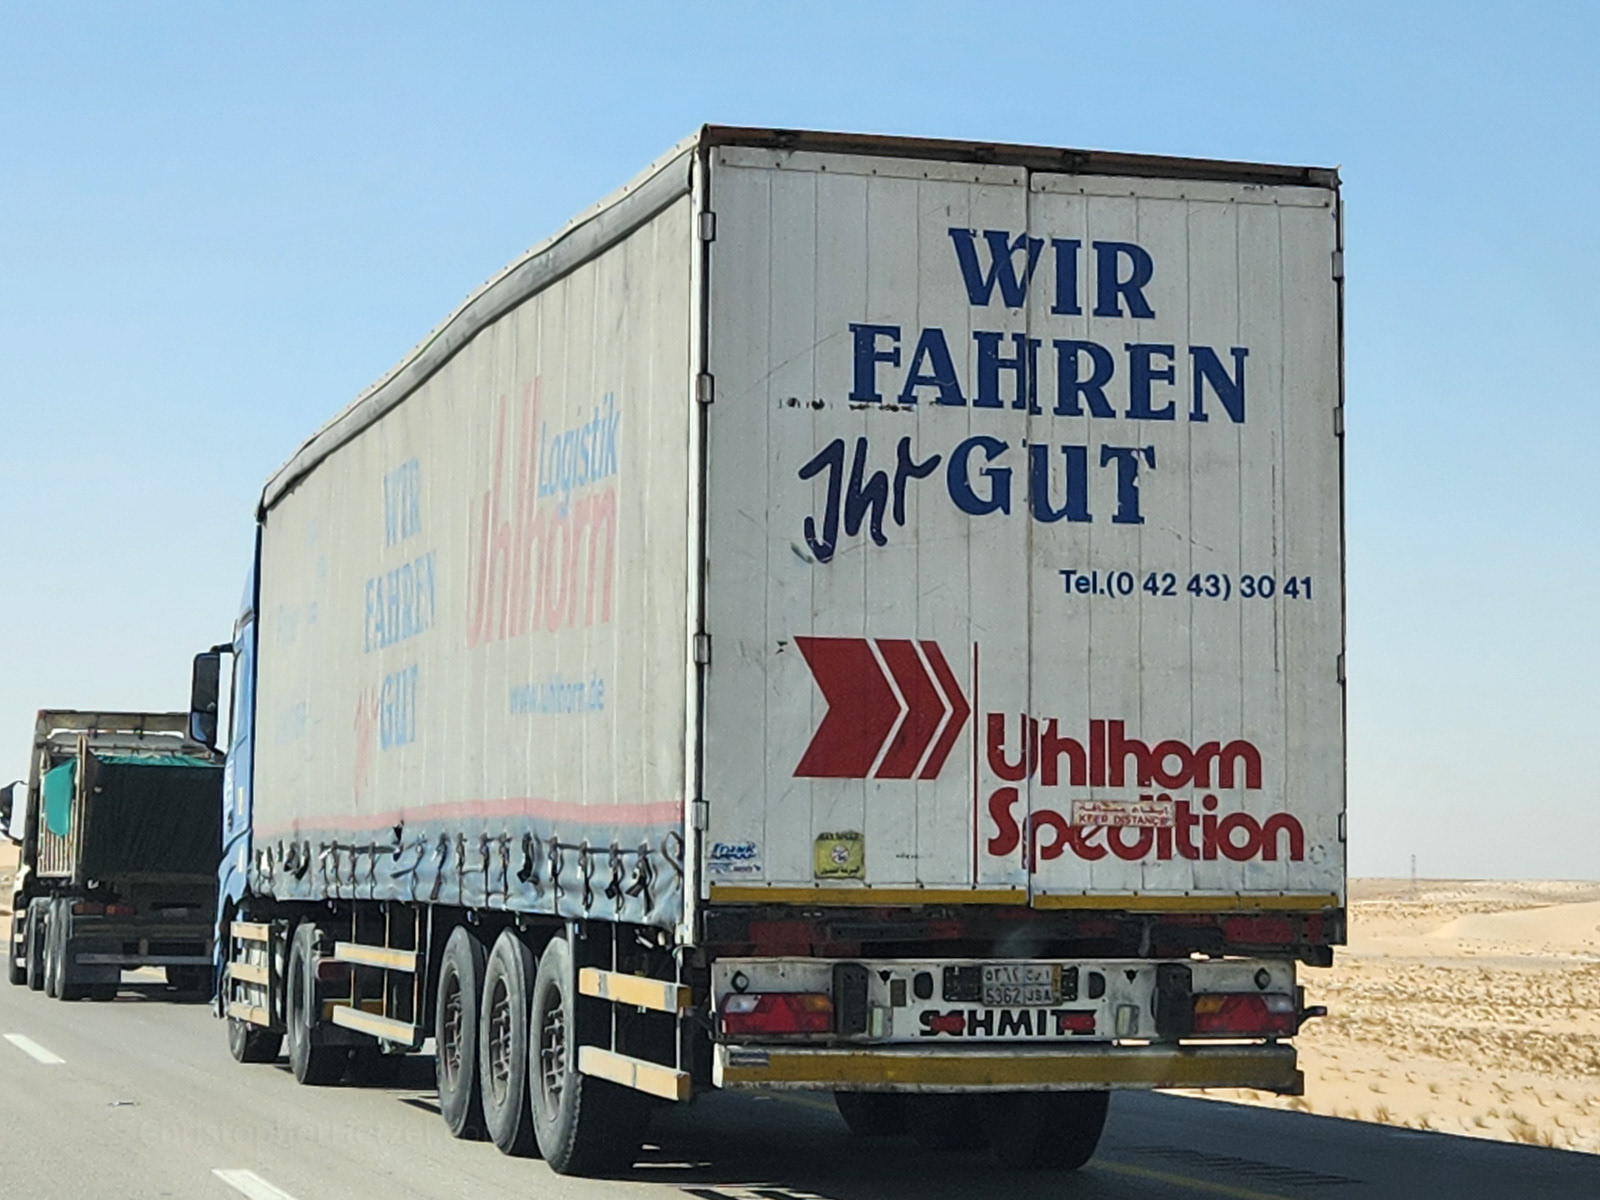 WIR
FAHREN
Ihr GUT
Tel.(0 42 43) 30 41
Uhlhorn
Spedition
KEEP DISTANCE
Logistik
Uhlhorn
www.uhlhorn.de
WIR
FAHREN
Ihr GUT
5362 JSA
SCHMITZ